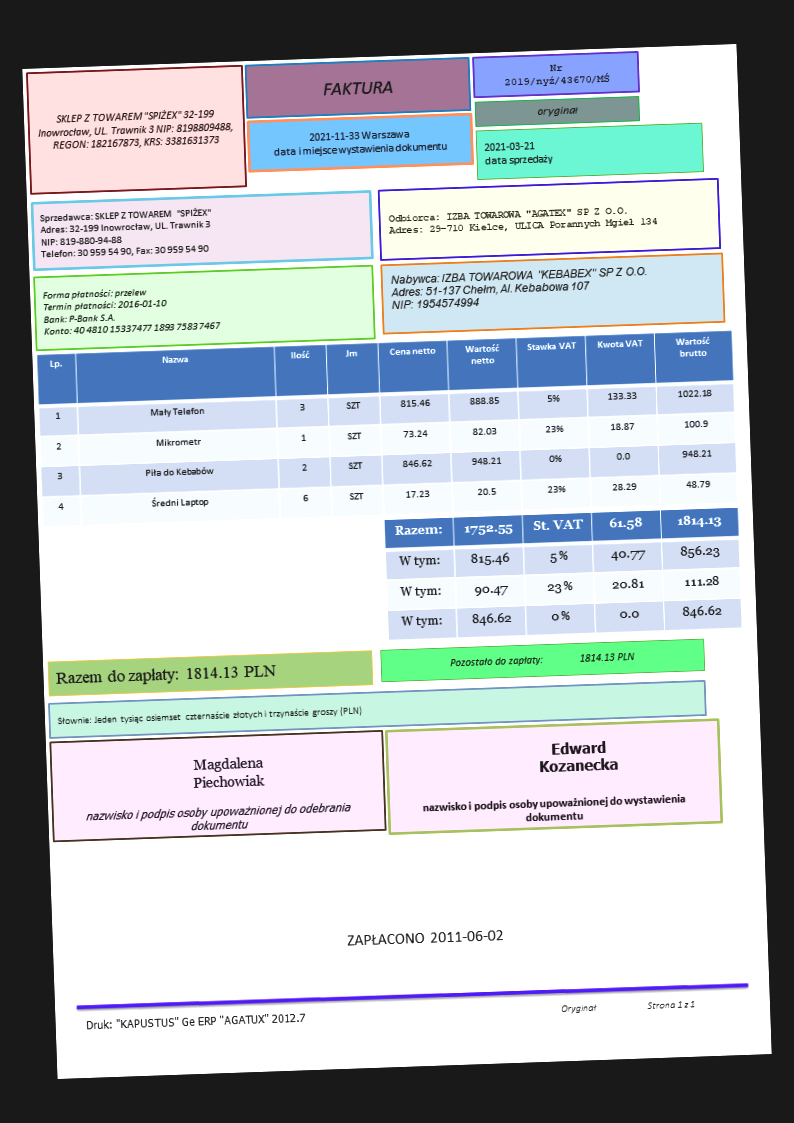 SKLEP Z TOWAREM "SPIŻEX" 32-199
Inowrocław, UL. Trawnik 3 NIP: 8198809488,
REGON: 182167873, KRS: 3381631373
FAKTURA
2021-11-33 Warszawa
data i miejsce wystawienia dokumentu
Nr
2019/nyź/43670/MŚ
oryginał
2021-03-21
data sprzedaży
Sprzedawca: SKLEP Z TOWAREM "SPIŻEX"
Adres: 32-199 Inowrocław, UL. Trawnik 3
NIP: 819-880-94-88
Telefon: 30 959 54 90, Fax: 30 959 54 90
Odbiorca: IZBA TOWAROWA "AGATEX" SP Z O.O.
Adres: 29-710 Kielce, ULICA Porannych Mgieł 134
Forma płatności: przelew
Termin płatności: 2016-01-10
Bank: P-Bank S.A.
Konto: 40 4810 15337477 1893 7583 7467
Nabywca: IZBA TOWAROWA "KEBABEX" SP Z O.O.
Adres: 51-137 Chełm, Al. Kebabowa 107
NIP: 1954574994
Lp. Nazwa Ilość Jm Cena netto Wartość netto Stawka VAT Kwota VAT Wartość brutto
1 Mały Telefon 3 SZT 815.46 888.85 5% 133.33 1022.18
2 Mikrometr 1 SZT 73.24 82.03 23% 18.87 100.9
3 Piła do Kebabów 2 SZT 846.62 948.21 0% 0.0 948.21
4 Średni Laptop 6 SZT 17.23 20.5 23% 28.29 48.79
Razem: 1752.55 St. VAT 61.58 1814.13
W tym: 815.46 5% 40.77 856.23
W tym: 90.47 23% 20.81 111.28
W tym: 846.62 0% 0.0 846.62
Razem do zapłaty: 1814.13 PLN
Pozostało do zapłaty: 1814.13 PLN
Słownie: Jeden tysiąc osiemset czternaście złotych i trzynaście groszy (PLN)
Magdalena
Piechowiak
nazwisko i podpis osoby upoważnionej do odebrania
dokumentu
Edward
Kozanecka
nazwisko i podpis osoby upoważnionej do wystawienia
dokumentu
ZAPŁACONO 2011-06-02
Druk: "KAPUSTUS" Ge ERP "AGATUX" 2012.7
Oryginał
Strona 1 z 1